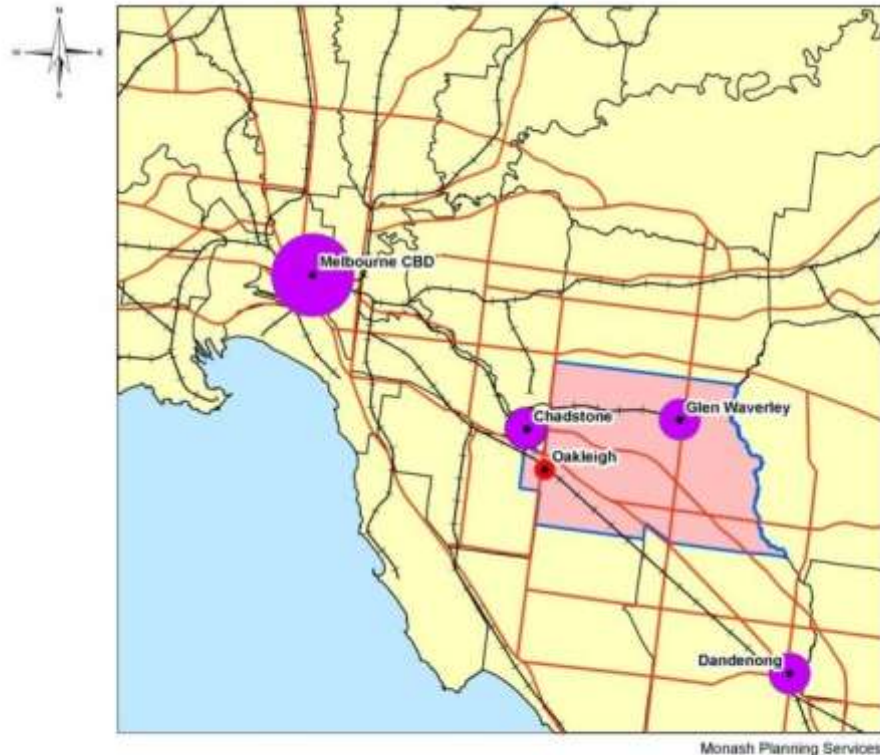 N
E
S
Melbourne CBD
Glen Waverley
Chadstone
Oakleigh
Dandenong
Monash Planning Services